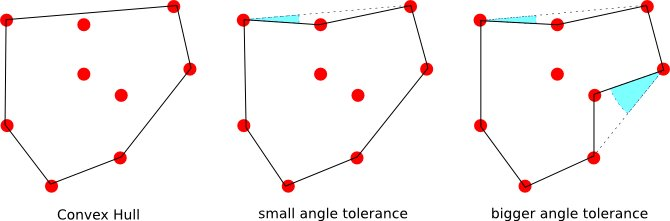 Convex Hull
small angle tolerance
bigger angle tolerance